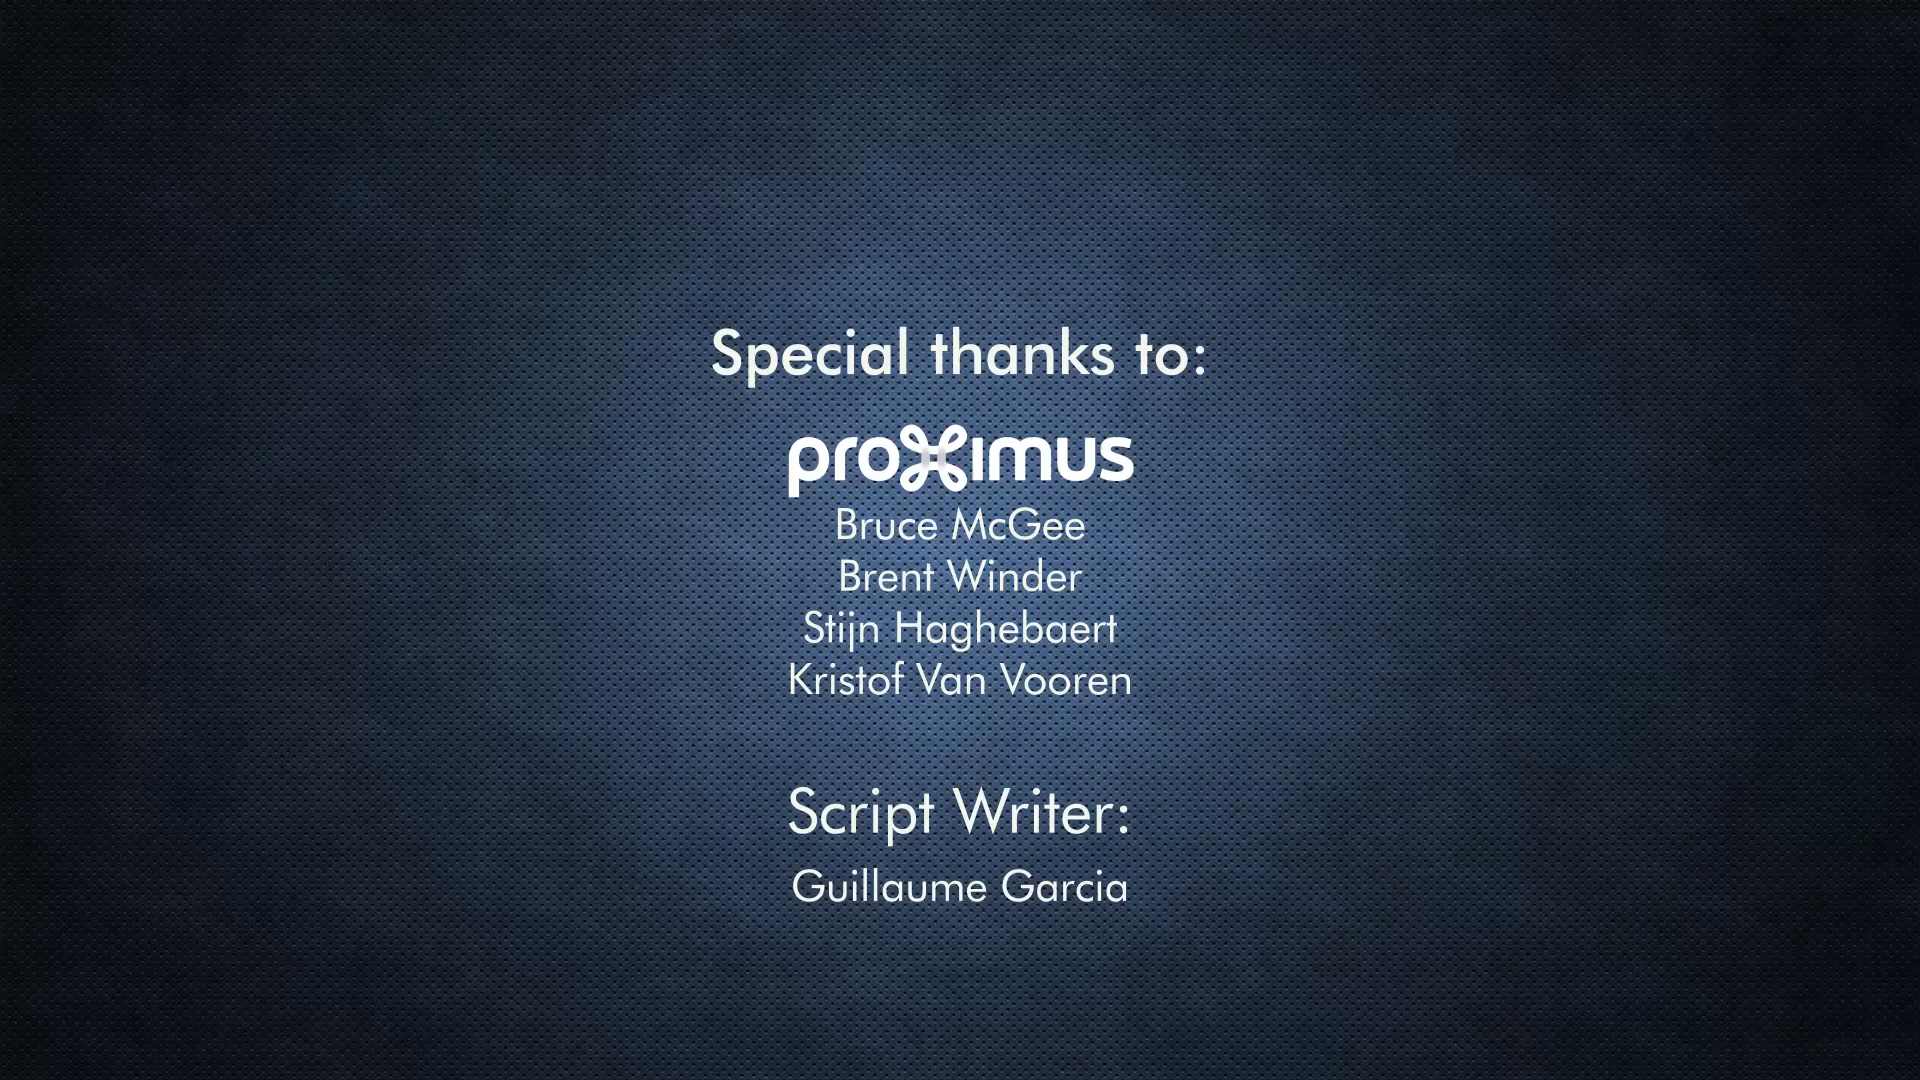 Special thanks to:
proximus
Bruce McGee
Brent Winder
Stijn Haghebaert
Kristof Van Vooren
Script Writer:
Guillaume Garcia